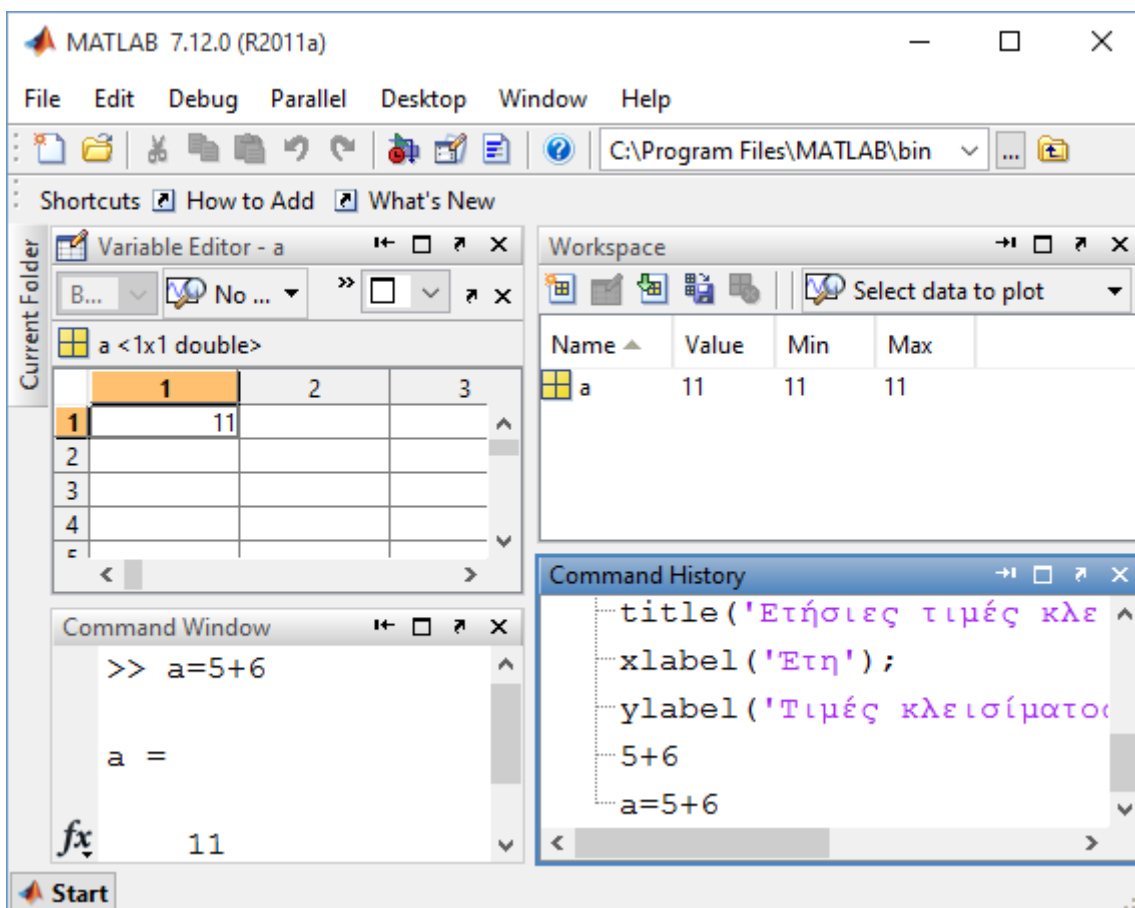 MATLAB 7.12.0 (R2011a)
File Edit Debug Parallel Desktop Window Help
C:\Program Files\MATLAB\bin ...
Shortcuts How to Add What's New
Current Folder
Variable Editor - a
B... No ... »
a <1x1 double>
1 2 3
1 11
2
3
4
5
Workspace
Select data to plot
Name Value Min Max
a 11 11 11
Command Window
>> a=5+6
a =
11
fx
Command History
title('Ετήσιες τιμές κλε
xlabel('Έτη');
ylabel('Τιμές κλεισίματος
5+6
a=5+6
Start